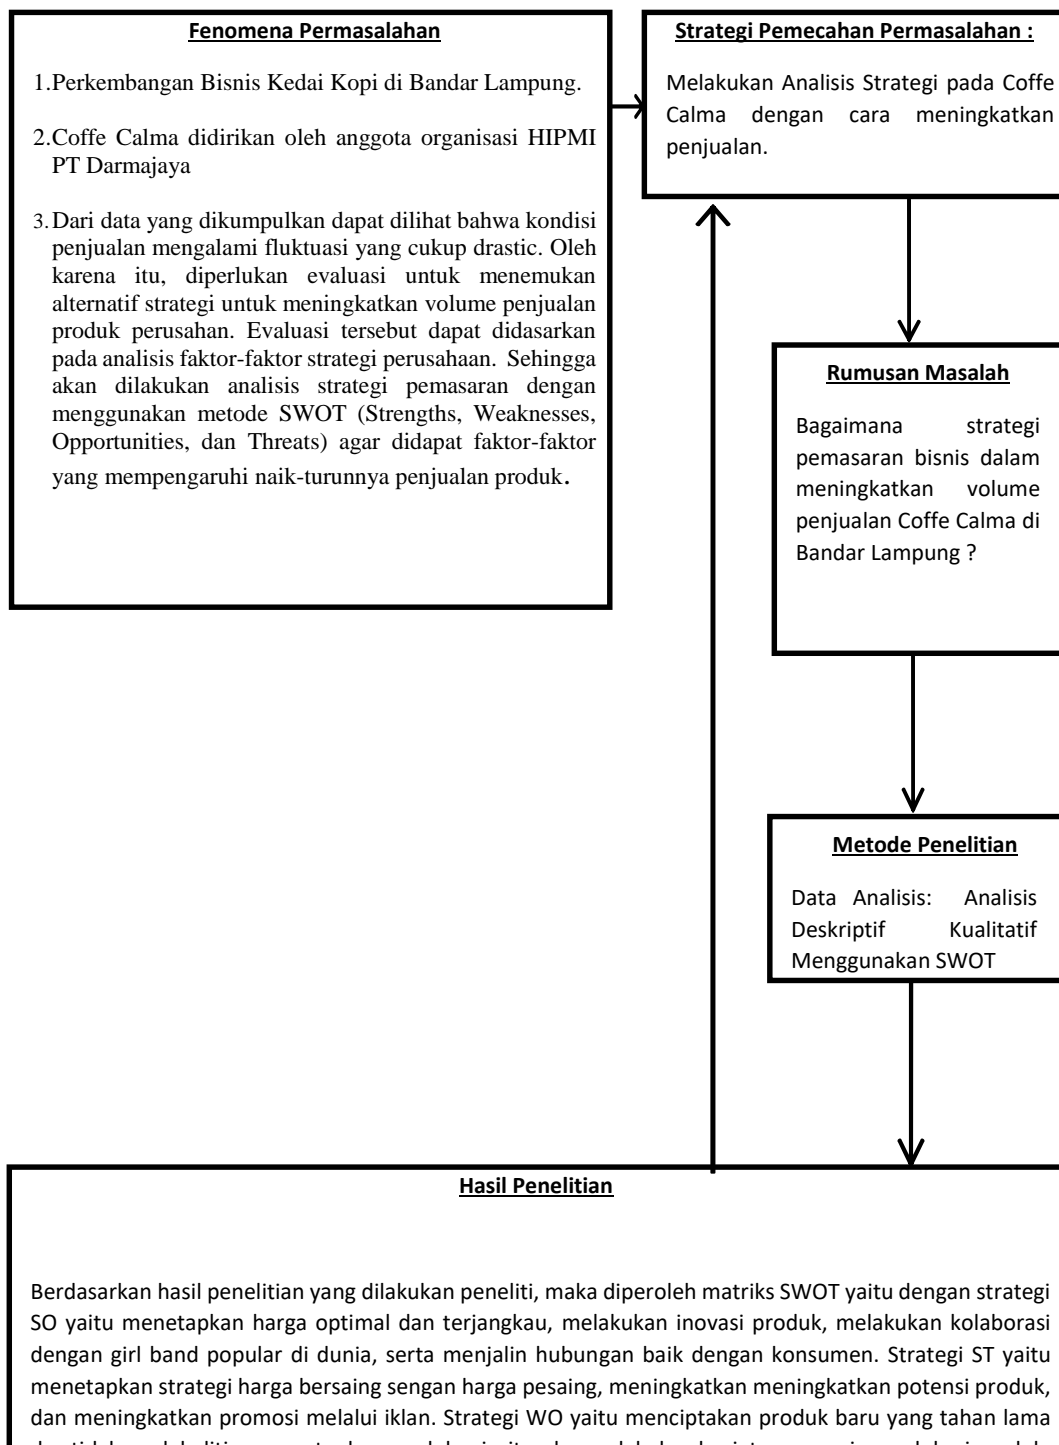 Fenomena Permasalahan
1.Perkembangan Bisnis Kedai Kopi di Bandar Lampung.
2.Coffe Calma didirikan oleh anggota organisasi HIPMI
PT Darmajaya
3.Dari data yang dikumpulkan dapat dilihat bahwa kondisi
penjualan mengalami fluktuasi yang cukup drastic. Oleh
karena itu, diperlukan evaluasi untuk menemukan
alternatif strategi untuk meningkatkan volume penjualan
produk perusahan. Evaluasi tersebut dapat didasarkan
pada analisis faktor-faktor strategi perusahaan. Sehingga
akan dilakukan analisis strategi pemasaran dengan
menggunakan metode SWOT (Strengths, Weaknesses,
Opportunities, dan Threats) agar didapat faktor-faktor
yang mempengaruhi naik-turunnya penjualan produk.
Strategi Pemecahan Permasalahan :
Melakukan Analisis Strategi pada Coffe
Calma dengan cara meningkatkan
penjualan.
Rumusan Masalah
Bagaimana strategi
pemasaran bisnis dalam
meningkatkan volume
penjualan Coffe Calma di
Bandar Lampung ?
Metode Penelitian
Data Analisis: Analisis
Deskriptif Kualitatif
Menggunakan SWOT
Hasil Penelitian
Berdasarkan hasil penelitian yang dilakukan peneliti, maka diperoleh matriks SWOT yaitu dengan strategi
SO yaitu menetapkan harga optimal dan terjangkau, melakukan inovasi produk, melakukan kolaborasi
dengan girl band popular di dunia, serta menjalin hubungan baik dengan konsumen. Strategi ST yaitu
menetapkan strategi harga bersaing sengan harga pesaing, meningkatkan meningkatkan potensi produk,
dan meningkatkan promosi melalui iklan. Strategi WO yaitu menciptakan produk baru yang tahan lama